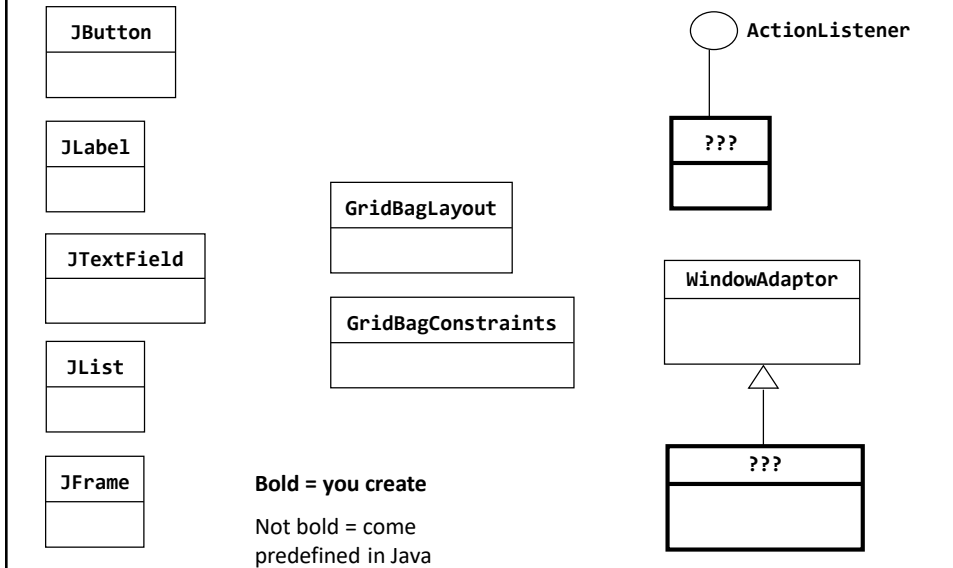 JButton
JLabel
JTextField
JList
JFrame
GridBagLayout
GridBagConstraints
Bold = you create
Not bold = come
predefined in Java
ActionListener
???
WindowAdaptor
???